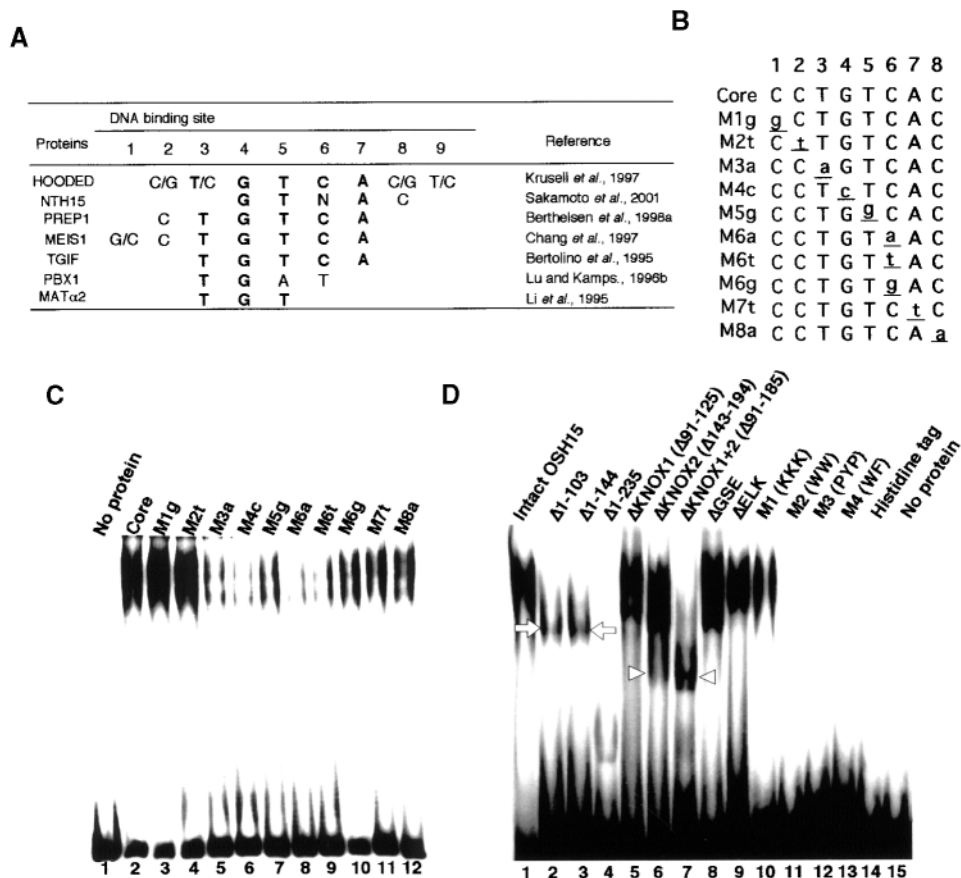 A
DNA binding site
Proteins 1 2 3 4 5 6 7 8 9 Reference
HOODED C/G T/C G T C A C/G T/C Kruseli et al., 1997
NTH15 G T N A C Sakamoto et al., 2001
PREP1 C T G T C A Berthelsen et al., 1998a
MEIS1 G/C C T G T C A Chang et al., 1997
TGIF T G T C A Bertolino et al., 1995
PBX1 T G A T Lu and Kamps., 1996b
MATα2 T G T Li et al., 1995
B
1 2 3 4 5 6 7 8
Core C C T G T C A C
M1g g C T G T C A C
M2t C t T G T C A C
M3a C C a G T C A C
M4c C C T c T C A C
M5g C C T G g C A C
M6a C C T G T a A C
M6t C C T G T t A C
M6g C C T G T g A C
M7t C C T G T C t C
M8a C C T G T C A a
C
No protein
Core
M1g
M2t
M3a
M4c
M5g
M6a
M6t
M6g
M7t
M8a
1 2 3 4 5 6 7 8 9 10 11 12
D
Intact OSH15
Δ1-103
Δ1-144
Δ1-235
ΔKNOX1 (Δ91-125)
ΔKNOX2 (Δ143-194)
ΔKNOX1+2 (Δ91-185)
ΔGSE
ΔELK
M1 (KKK)
M2 (WW)
M3 (PYP)
M4 (WF)
Histidine tag
No protein
1 2 3 4 5 6 7 8 9 10 11 12 13 14 15